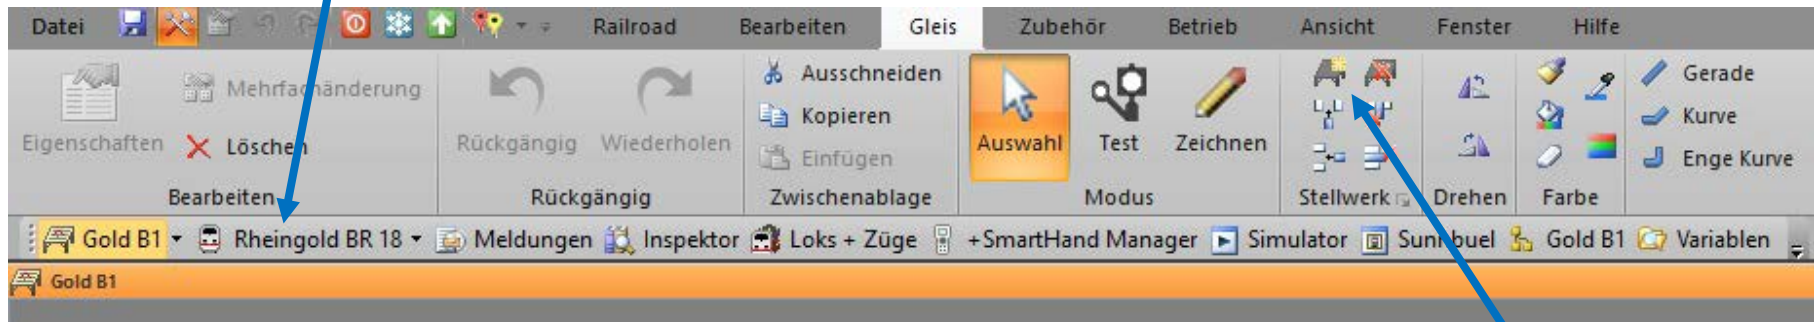 Datei Railroad Bearbeiten Gleis Zubehör Betrieb Ansicht Fenster Hilfe
Eigenschaften Mehrfachänderung Löschen Rückgängig Wiederholen Ausschneiden Kopieren Einfügen Auswahl Test Zeichnen Gerade Kurve Enge Kurve
Bearbeiten Rückgängig Zwischenablage Modus Stellwerk Drehen Farbe
Gold B1 Rheingold BR 18 Meldungen Inspektor Loks + Züge +SmartHand Manager Simulator Gold B1 Variablen
Gold B1